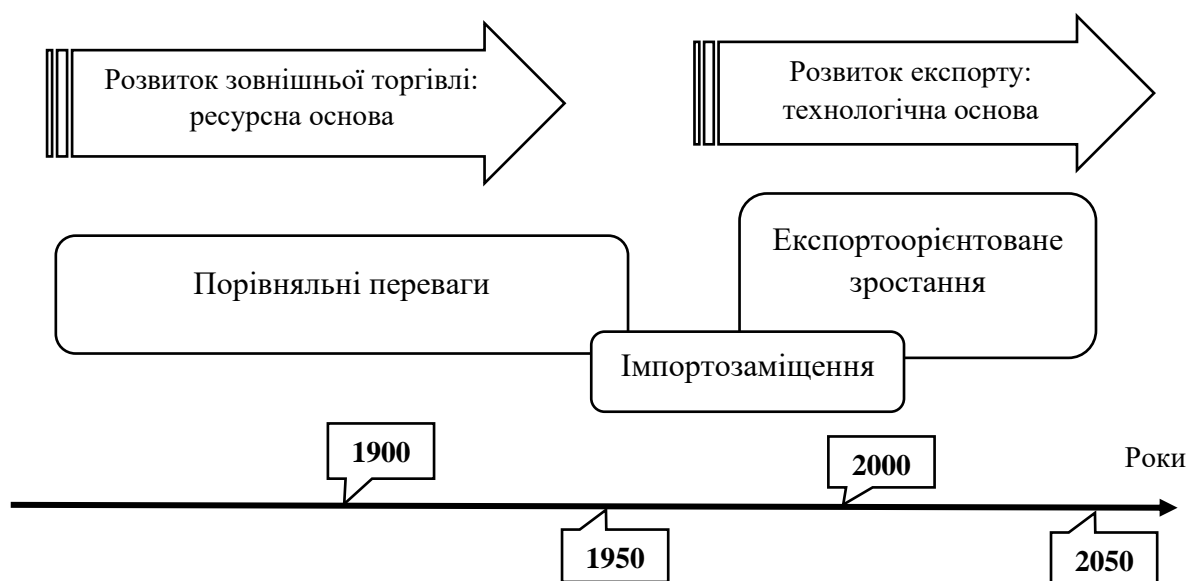 Розвиток зовнішньої торгівлі:
ресурсна основа
Розвиток експорту:
технологічна основа
Порівняльні переваги
Експортоорієнтоване
зростання
Імпортозаміщення
1900
2000
Роки
1950
2050